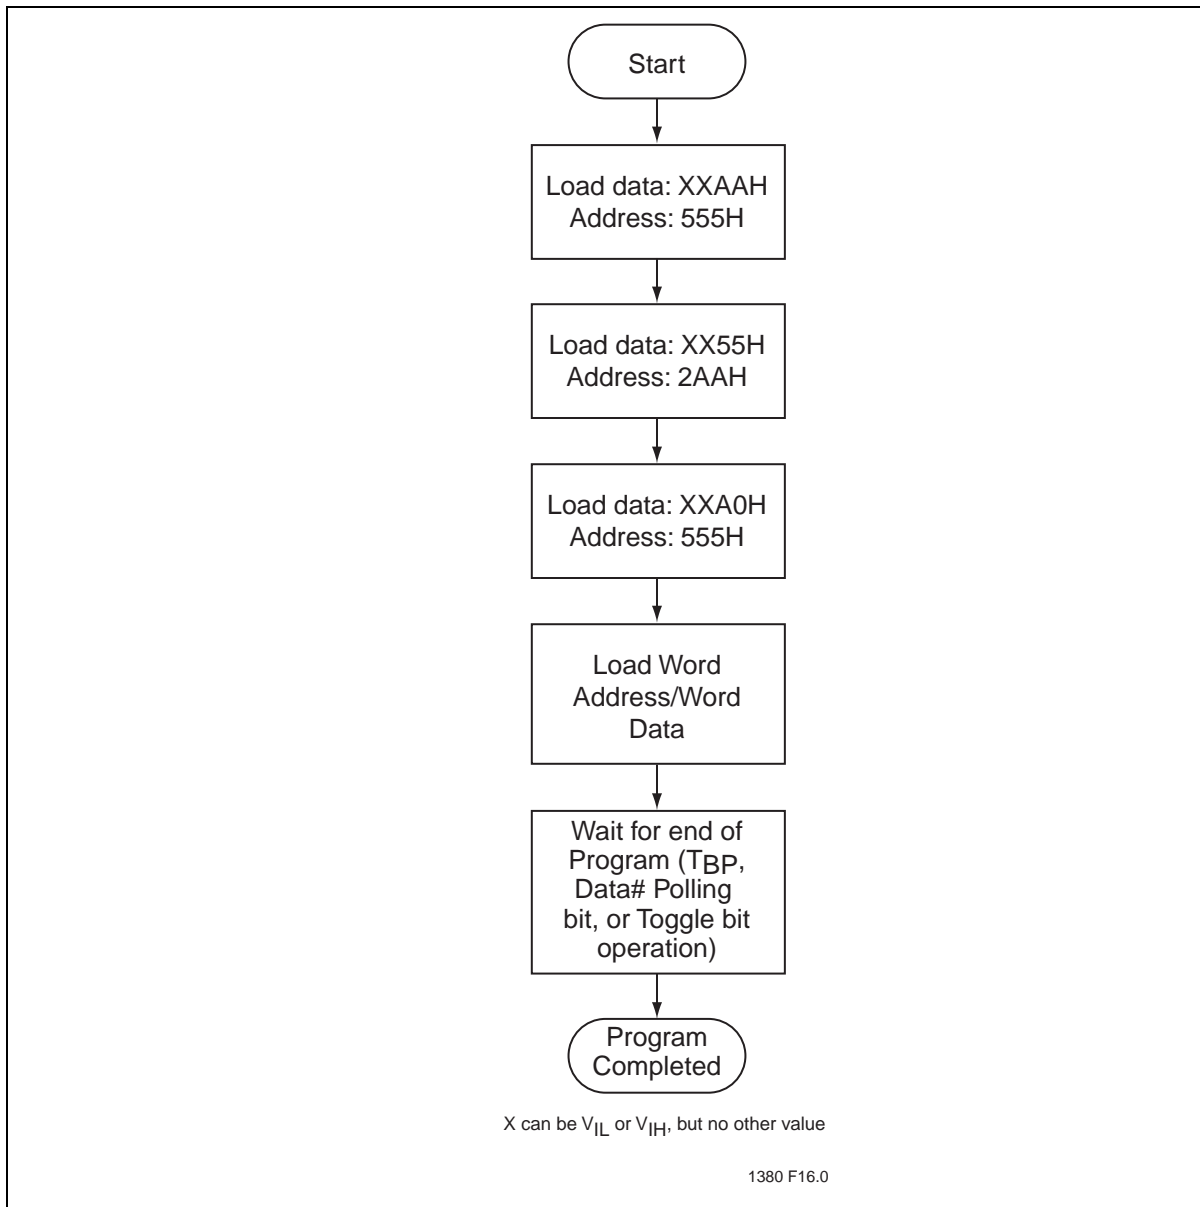 Start
Load data: XXAAH
Address: 555H
Load data: XX55H
Address: 2AAH
Load data: XXA0H
Address: 555H
Load Word
Address/Word
Data
Wait for end of
Program (TBP,
Data# Polling
bit, or Toggle bit
operation)
Program
Completed
X can be VIL or VIH, but no other value
1380 F16.0